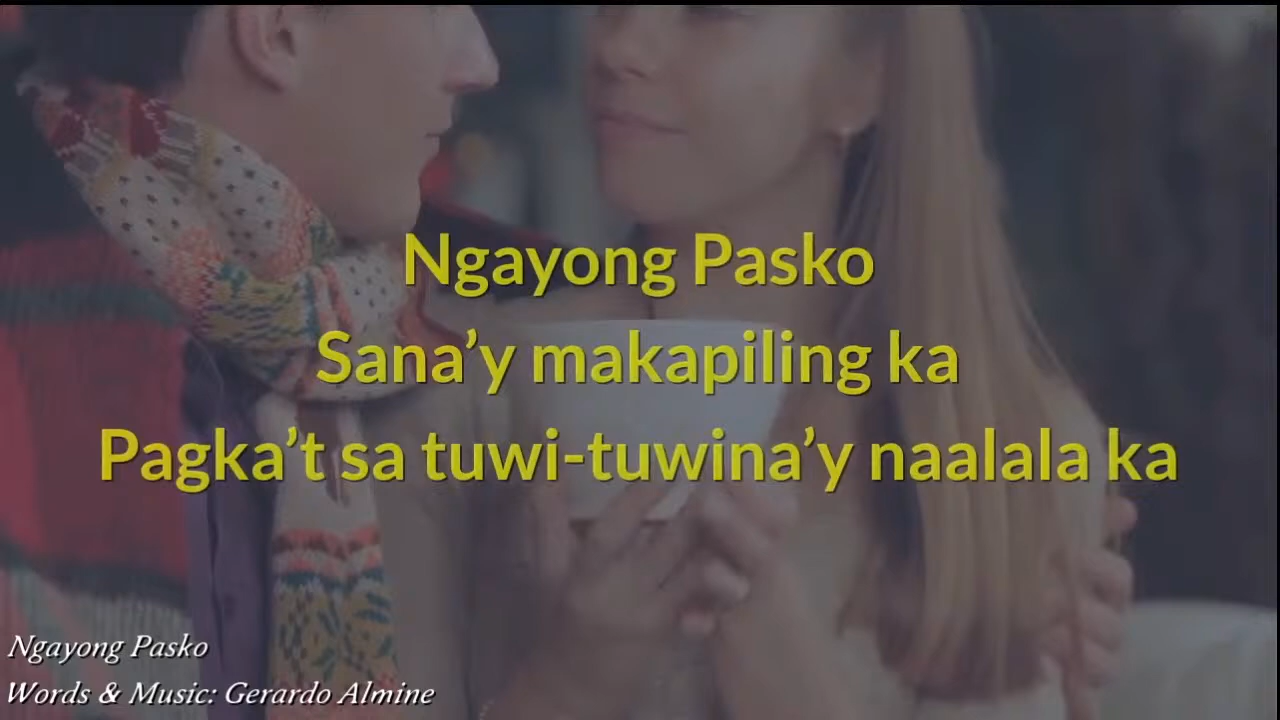 Ngayong Pasko
Sana’y makapiling ka
Pagka’t sa tuwi-tuwina’y naalala ka
Ngayong Pasko
Words & Music: Gerardo Almine